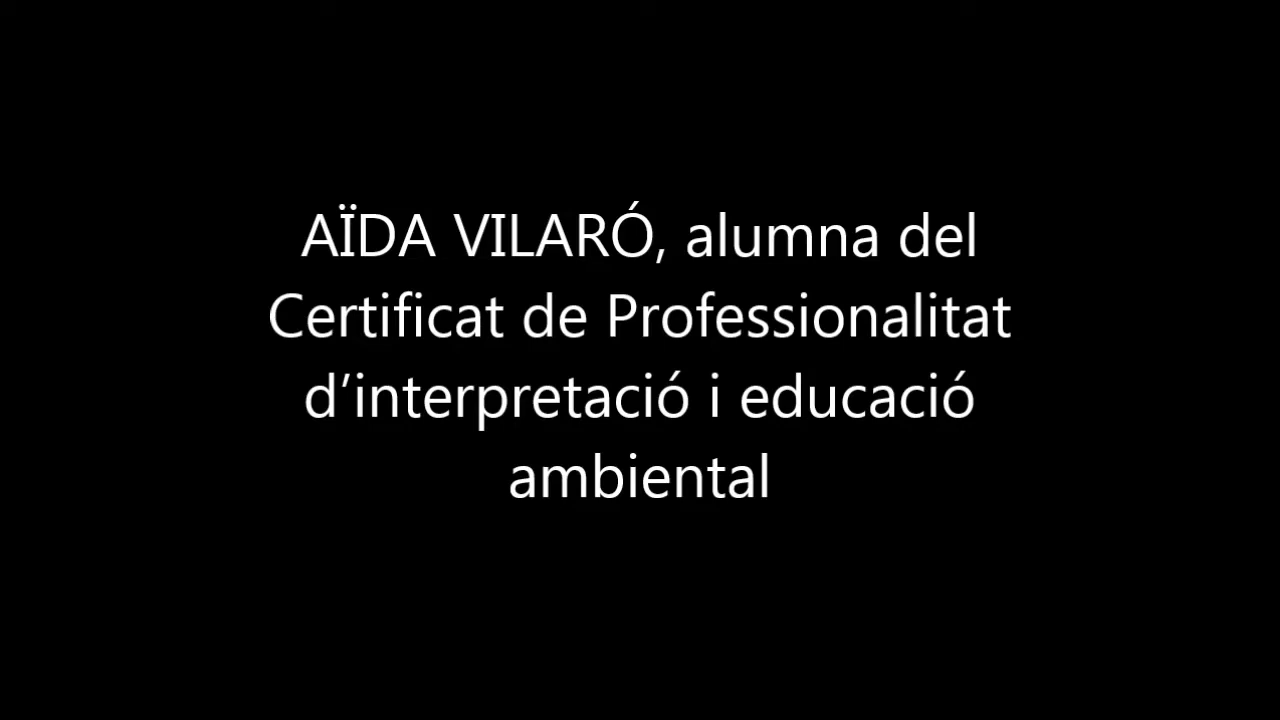 AÏDA VILARÓ, alumna del
Certificat de Professionalitat
d’interpretació i educació
ambiental